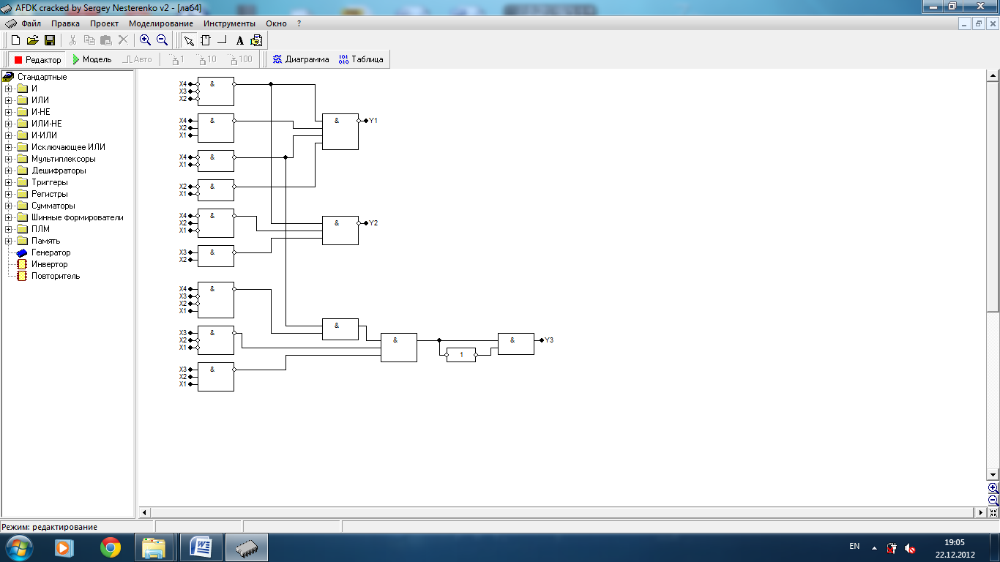 AFDK cracked by Sergey Nesterenko v2 - [ла64]
Файл Правка Проект Моделирование Инструменты Окно ?
A
Редактор Модель Авто 1 10 100 Диаграмма Таблица
Стандартные
И
ИЛИ
И-НЕ
ИЛИ-НЕ
И-ИЛИ
Исключающее ИЛИ
Мультиплексоры
Дешифраторы
Триггеры
Регистры
Сумматоры
Шинные формирователи
ПЛМ
Память
Генератор
Инвертор
Повторитель
X4 &
X3
X2
X4 & & Y1
X2
X1
X4 &
X1
X2 &
X1
X4 & & Y2
X2
X1
X3 &
X2
X4 &
X3
X2
X1
&
X3 & & & Y3
X2
X1 1
X3 &
X2
X1
Режим: редактирование
EN 19:05
22.12.2012